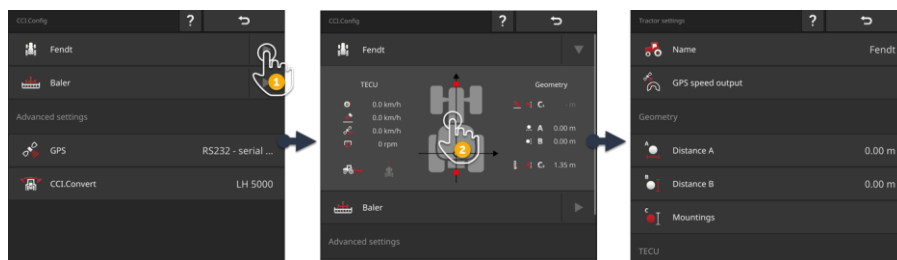 CCI.Config
?
Fendt
1
Baler
Advanced settings
GPS RS232 - serial ...
CCI.Convert LH 5000
CCI.Config
?
Fendt
TECU Geometry
0.0 km/h C. --m
0.0 km/h
A 0.00 m
0.0 km/h
B 0.00 m
0 rpm
2
C. 1.35 m
Baler
Advanced settings
Tractor settings
?
Name Fendt
GPS speed output
Geometry
A Distance A 0.00 m
B Distance B 0.00 m
C Mountings
TECU